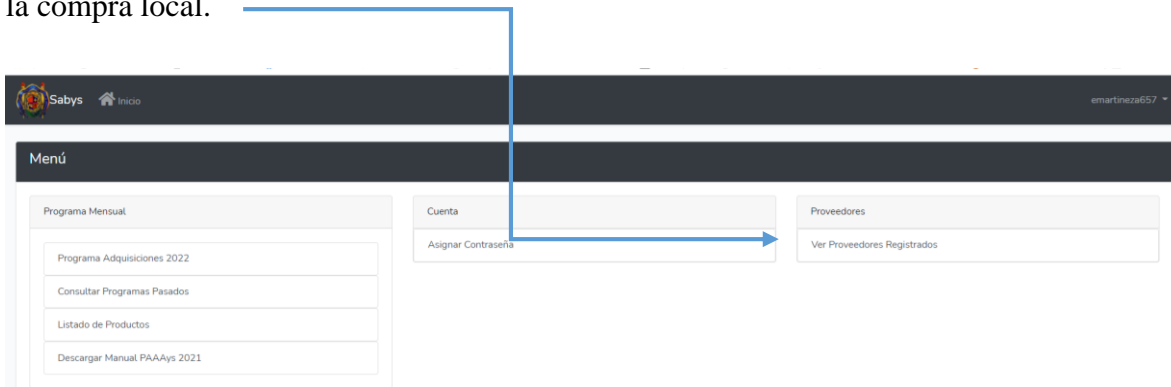 la compra local.
Sabys Inicio emartineza657
Menú
Programa Mensual
Programa Adquisiciones 2022
Consultar Programas Pasados
Listado de Productos
Descargar Manual PAAAys 2021
Cuenta
Asignar Contraseña
Proveedores
Ver Proveedores Registrados